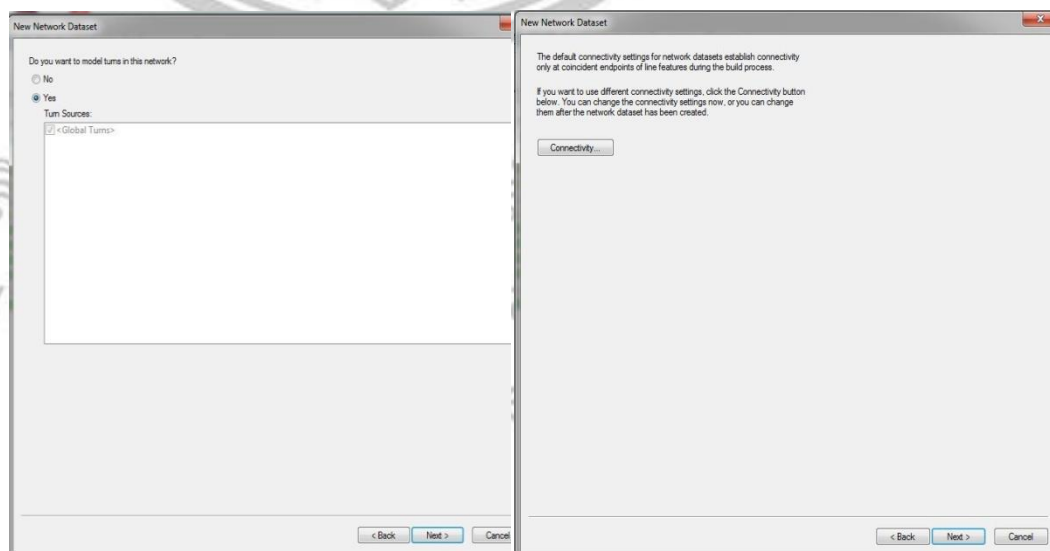 New Network Dataset
Do you want to model turns in this network?
No
Yes
Turn Sources:
<Global Turns>
< Back
Next >
Cancel
New Network Dataset
x
The default connectivity settings for network datasets establish connectivity
only at coincident endpoints of line features during the build process.
If you want to use different connectivity settings, click the Connectivity button
below. You can change the connectivity settings now, or you can change
them after the network dataset has been created.
Connectivity...
< Back
Next >
Cancel